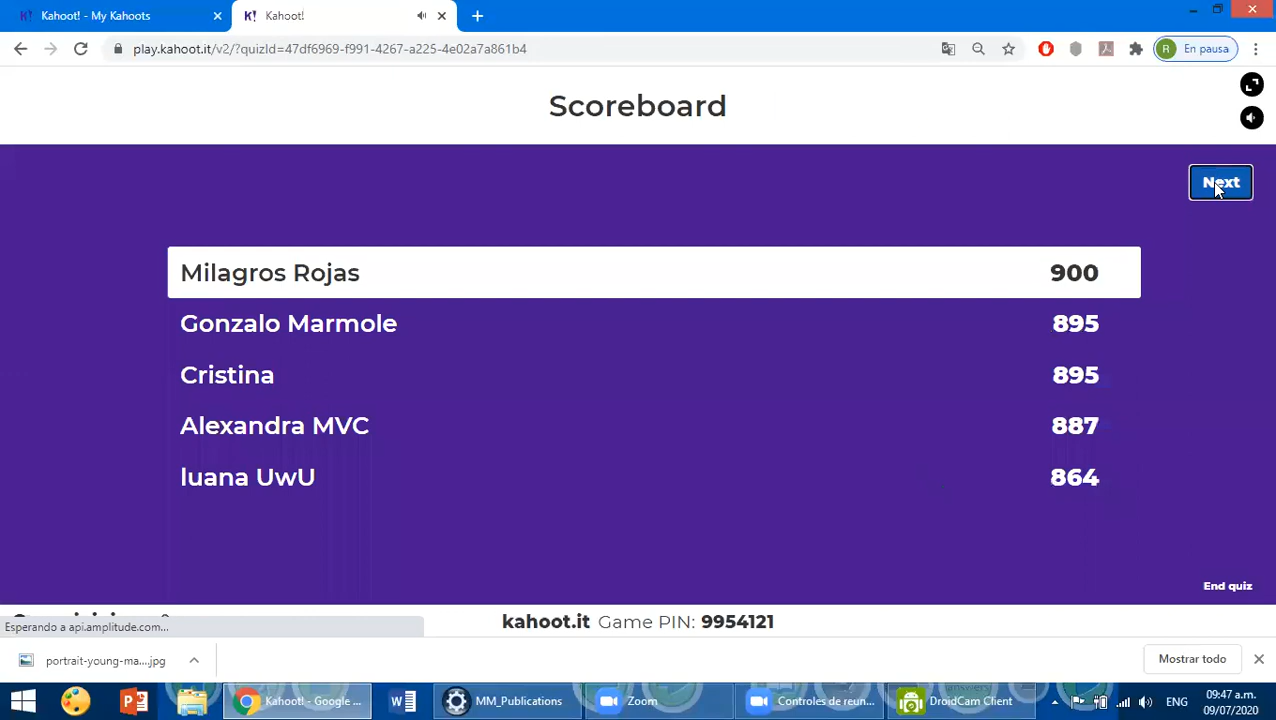 Kahoot! - My Kahoots
Kahoot!
play.kahoot.it/v2/?quizId=47df6969-f991-4267-a225-4e02a7a861b4
R En pausa
Scoreboard
Next
Milagros Rojas 900
Gonzalo Marmole 895
Cristina 895
Alexandra MVC 887
luana UwU 864
End quiz
kahoot.it Game PIN: 9954121
Esperando a api.amplitude.com...
portrait-young-ma....jpg
Mostrar todo
Kahoot! - Google ...
MM_Publications
Zoom
Controles de reun...
DroidCam Client
ENG
09:47 a.m.
09/07/2020